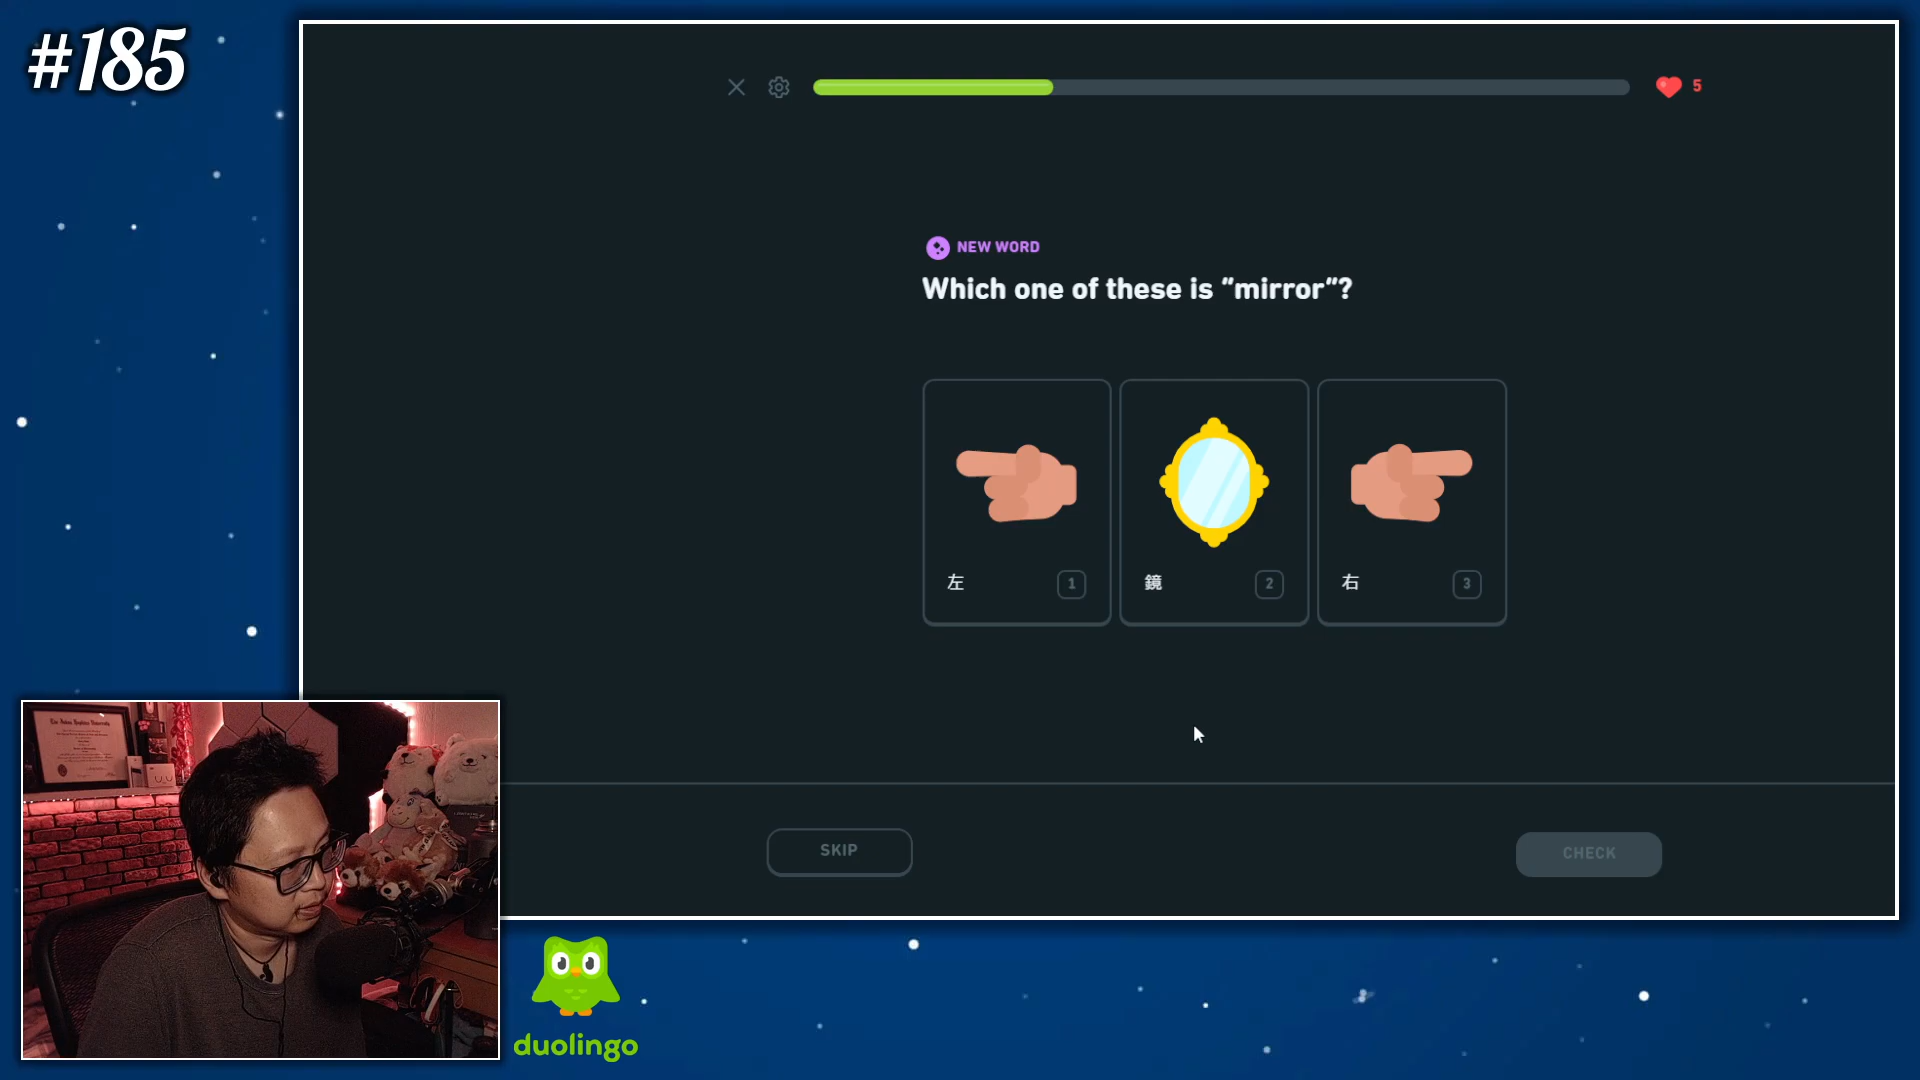 #185
5
NEW WORD
Which one of these is “mirror”?
左 1
鏡 2
右 3
SKIP
CHECK
duolingo